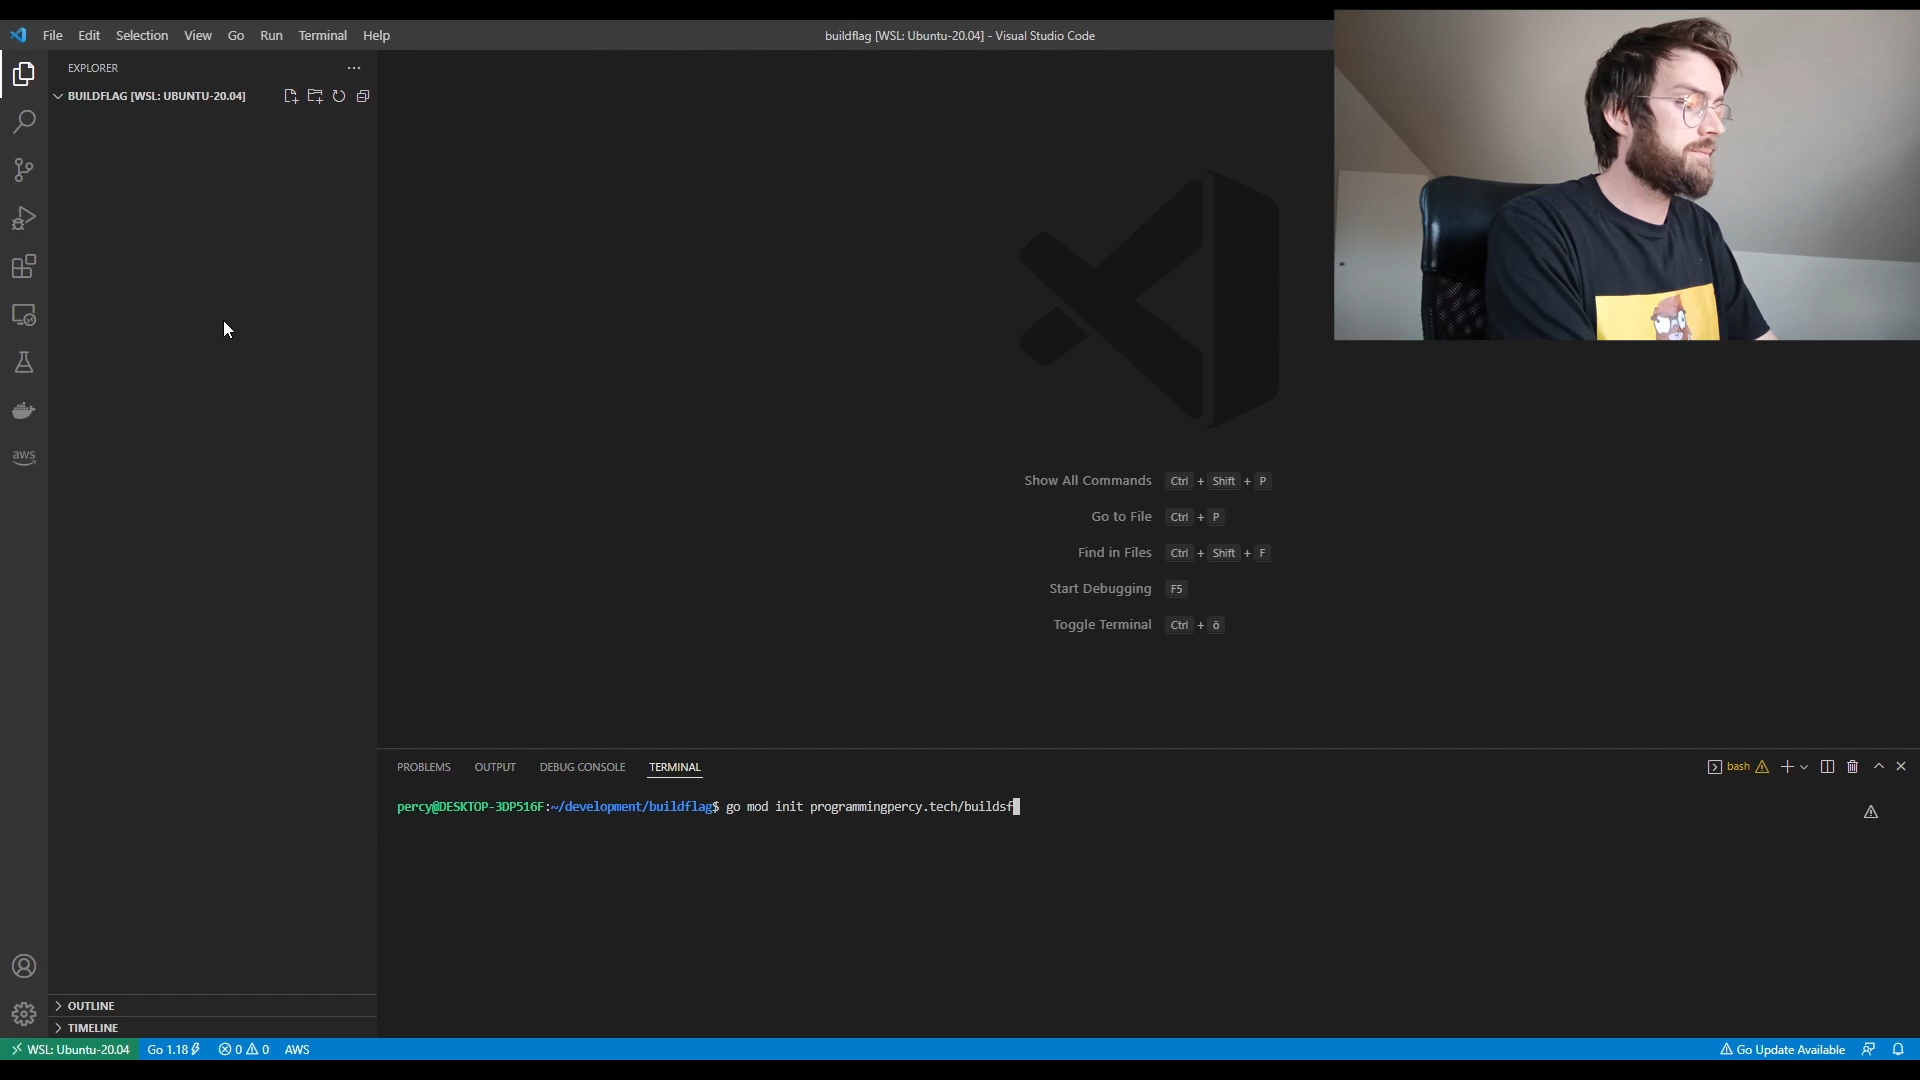 File Edit Selection View Go Run Terminal Help
buildflag [WSL: Ubuntu-20.04] - Visual Studio Code
EXPLORER
BUILDFLAG [WSL: UBUNTU-20.04]
aws
Show All Commands Ctrl + Shift + P
Go to File Ctrl + P
Find in Files Ctrl + Shift + F
Start Debugging F5
Toggle Terminal Ctrl + ö
PROBLEMS OUTPUT DEBUG CONSOLE TERMINAL
bash
percy@DESKTOP-3DP516F:~/development/buildflag$ go mod init programmingpercy.tech/buildsf
OUTLINE
TIMELINE
WSL: Ubuntu-20.04 Go 1.18 0 0 AWS
Go Update Available